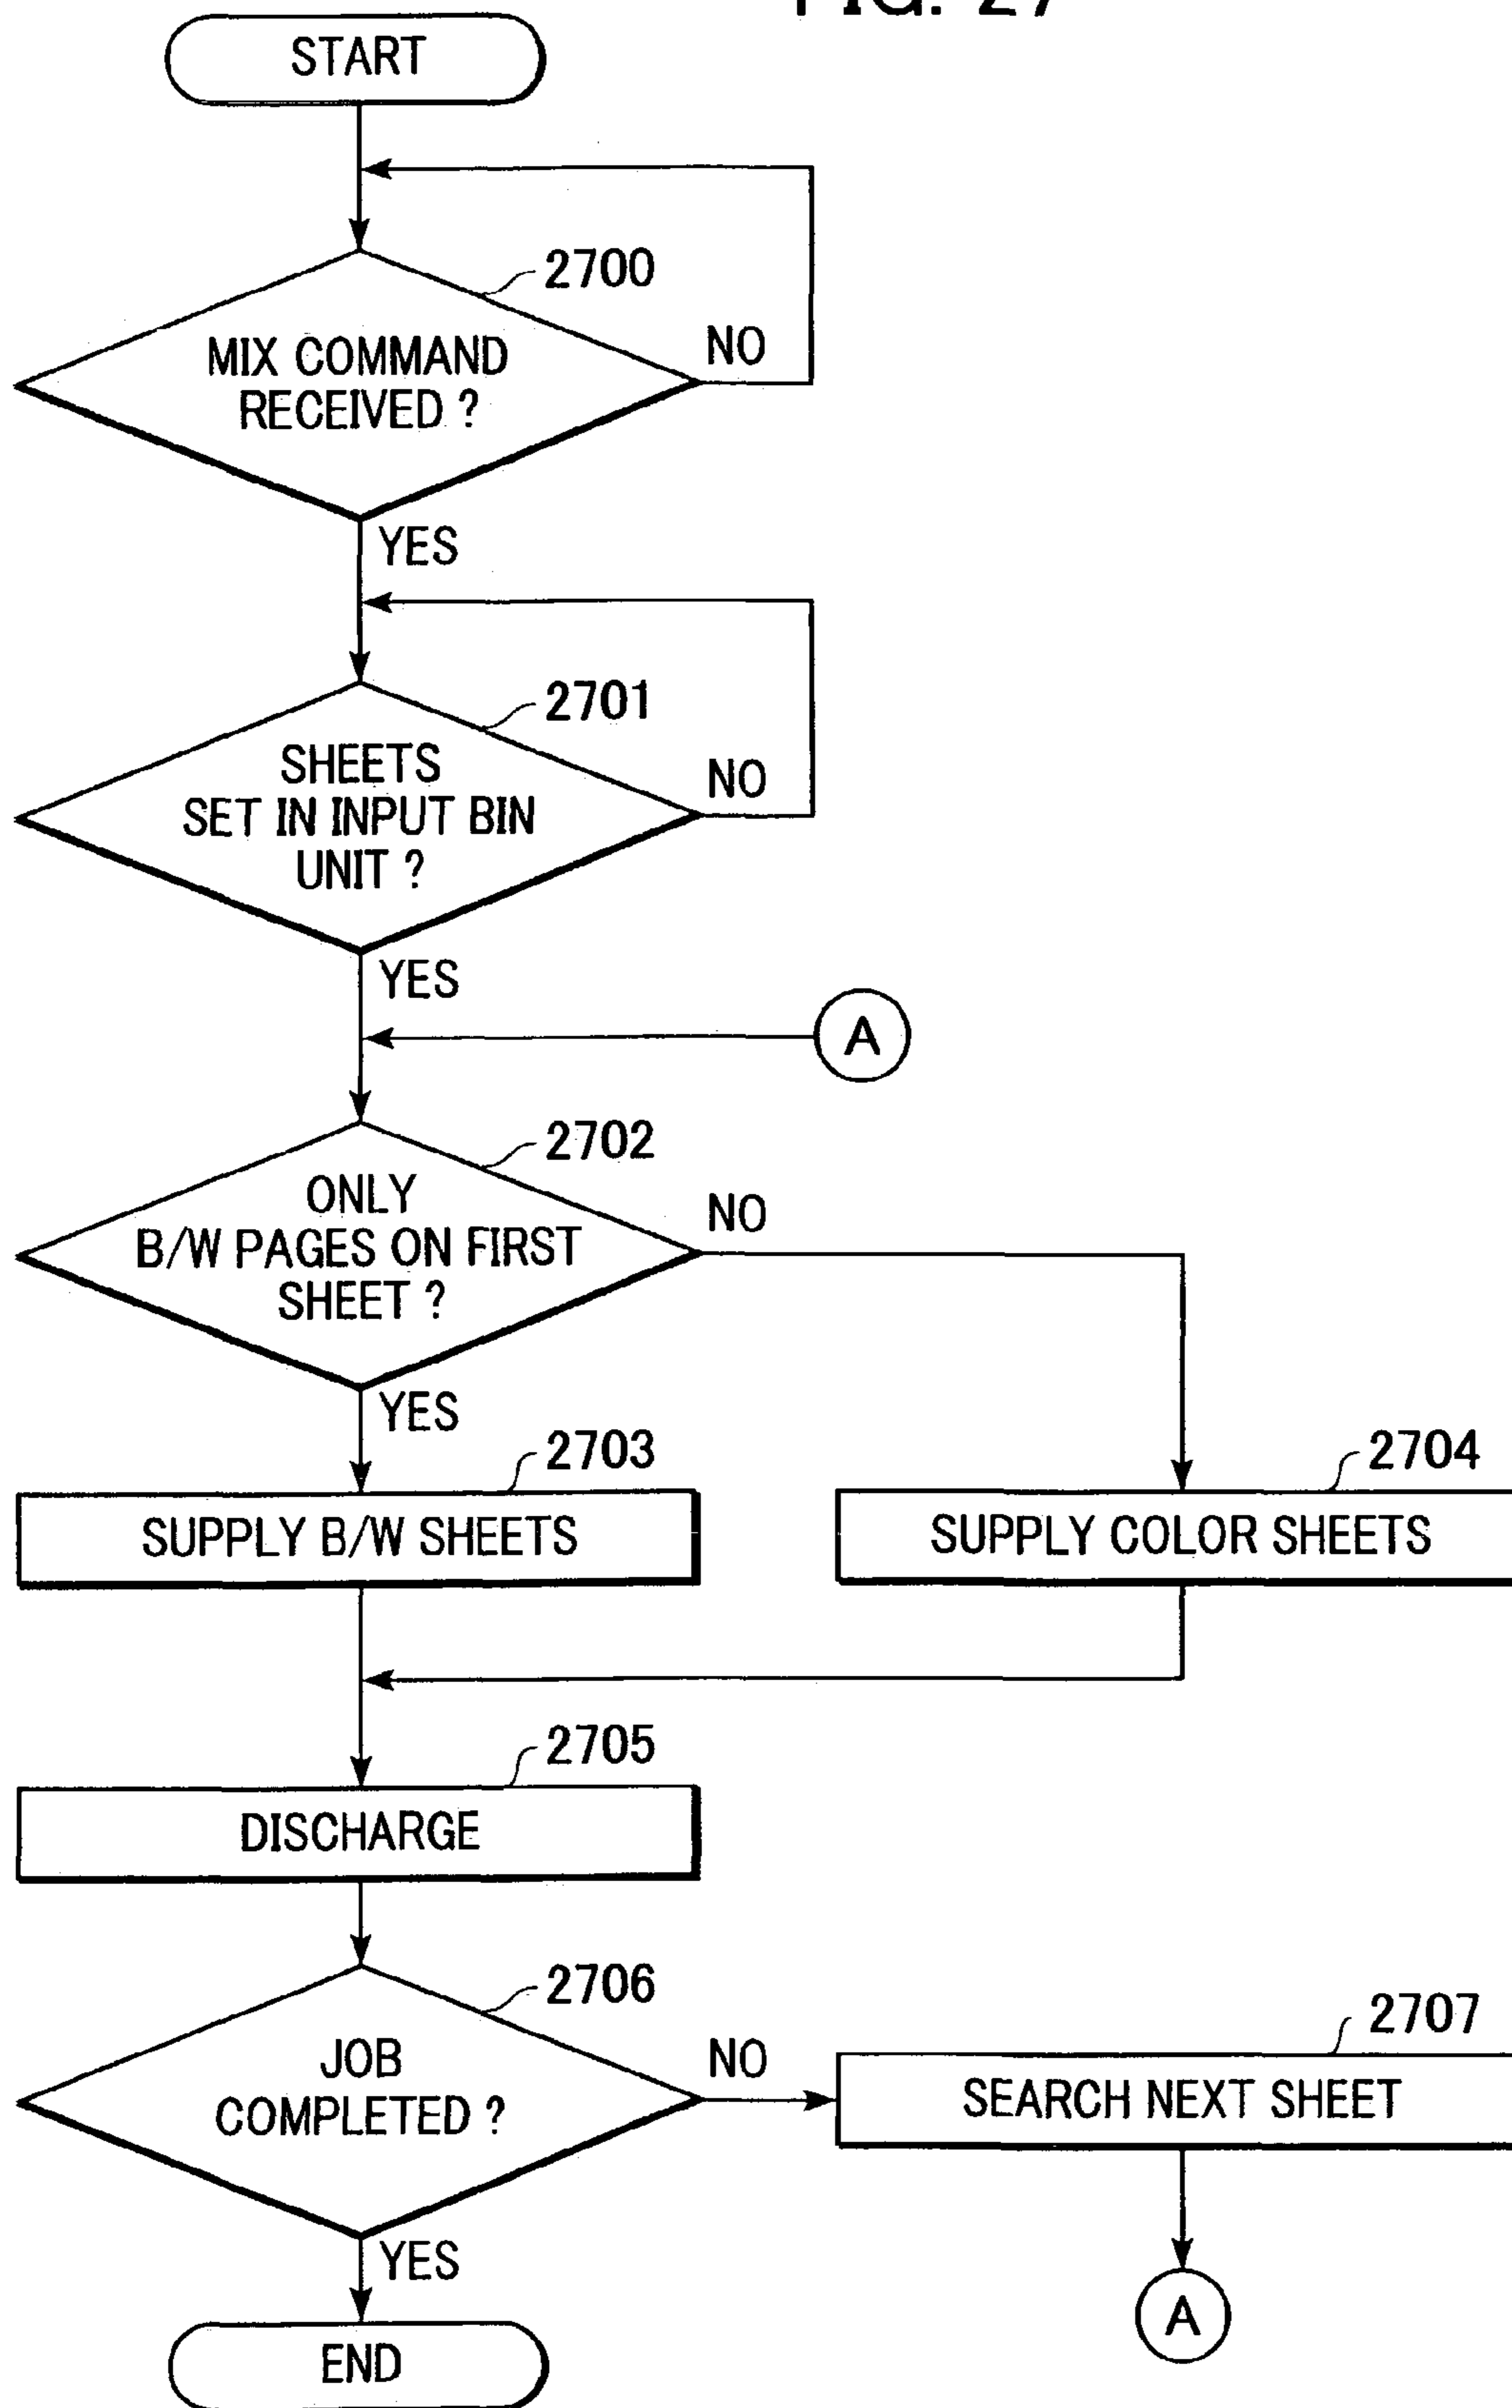 FIG. 27
START
2700
MIX COMMAND
RECEIVED ?
NO
YES
2701
SHEETS
SET IN INPUT BIN
UNIT ?
NO
YES
A
2702
ONLY
B/W PAGES ON FIRST
SHEET ?
NO
YES
2703
SUPPLY B/W SHEETS
2704
SUPPLY COLOR SHEETS
2705
DISCHARGE
2706
JOB
COMPLETED ?
NO
2707
SEARCH NEXT SHEET
YES
A
END